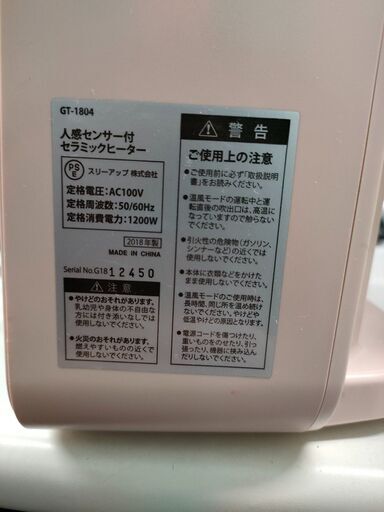 GT-1804
人感センサー付
セラミックヒーター
PS
E
スリーアップ 株式会社
定格電圧:AC100V
定格周波数:50/60Hz
定格消費電力:1200W
2018年製
MADE IN CHINA
Serial No.G18 12450
⚠ 注意
●やけどのおそれがあります。
乳幼児や身体の不自由な
方には付き添いなしでは
使用しないでください。
●火災のおそれがあります。
燃えやすいもの近くで
使用しないでください。
⚠ 警告
ご使用上の注意
●ご使用前に必ず「取扱説明
書」をお読みください。
●温風モードの運転中と運
転直後の吹出口は、高温に
なっていますので触らない
でください。
●引火性の危険物(ガソリン、
シンナーなど)の近くでは
使用しないでください。
●本体に衣類などをかけた
まま使用しないでください。
●温風モードのご使用時は、
長時間、同じ所を温め続け
ないでください。やけどや
低温やけどの原因となります。
●電源コードを傷つけたり、
重いものをのせたり、引っ
張ったり、機器に挟み込ん
だりしないでください。